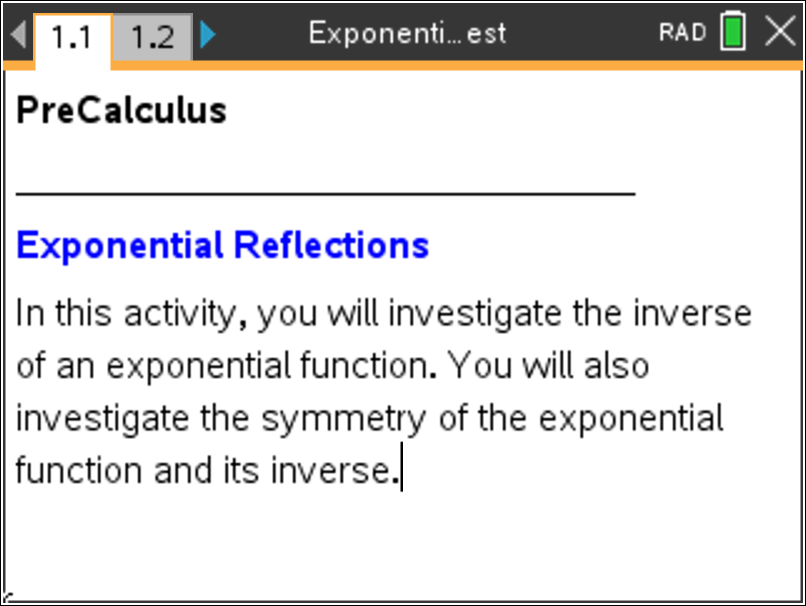 1.1 1.2 Exponenti...est RAD
PreCalculus
Exponential Reflections
In this activity, you will investigate the inverse
of an exponential function. You will also
investigate the symmetry of the exponential
function and its inverse.